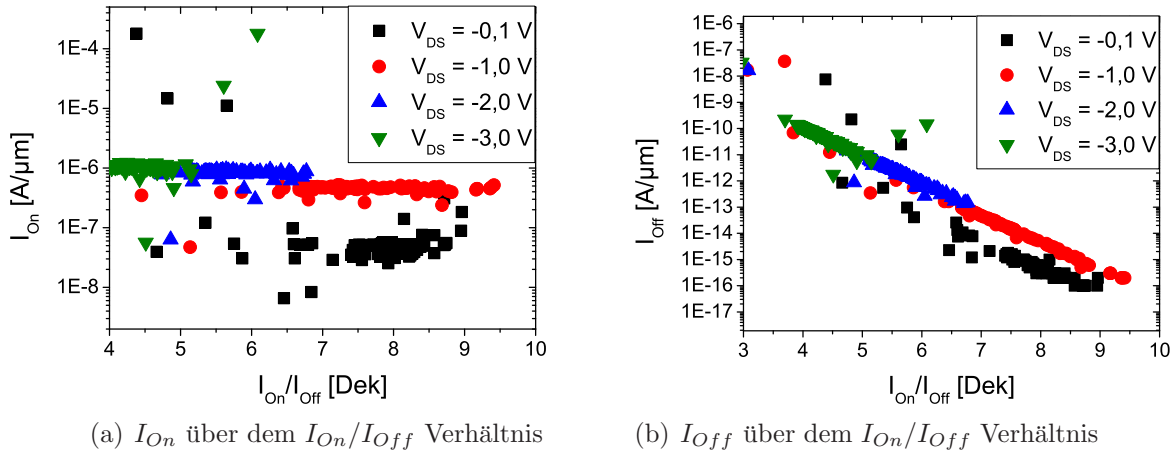 1E-4
1E-5
1E-6
1E-7
1E-8
I_On [A/µm]
4 5 6 7 8 9 10
I_On/I_Off [Dek]
V_DS = -0,1 V
V_DS = -1,0 V
V_DS = -2,0 V
V_DS = -3,0 V
(a) I_On über dem I_On/I_Off Verhältnis
1E-6
1E-7
1E-8
1E-9
1E-10
1E-11
1E-12
1E-13
1E-14
1E-15
1E-16
1E-17
I_Off [A/µm]
3 4 5 6 7 8 9 10
I_On/I_Off [Dek]
V_DS = -0,1 V
V_DS = -1,0 V
V_DS = -2,0 V
V_DS = -3,0 V
(b) I_Off über dem I_On/I_Off Verhältnis